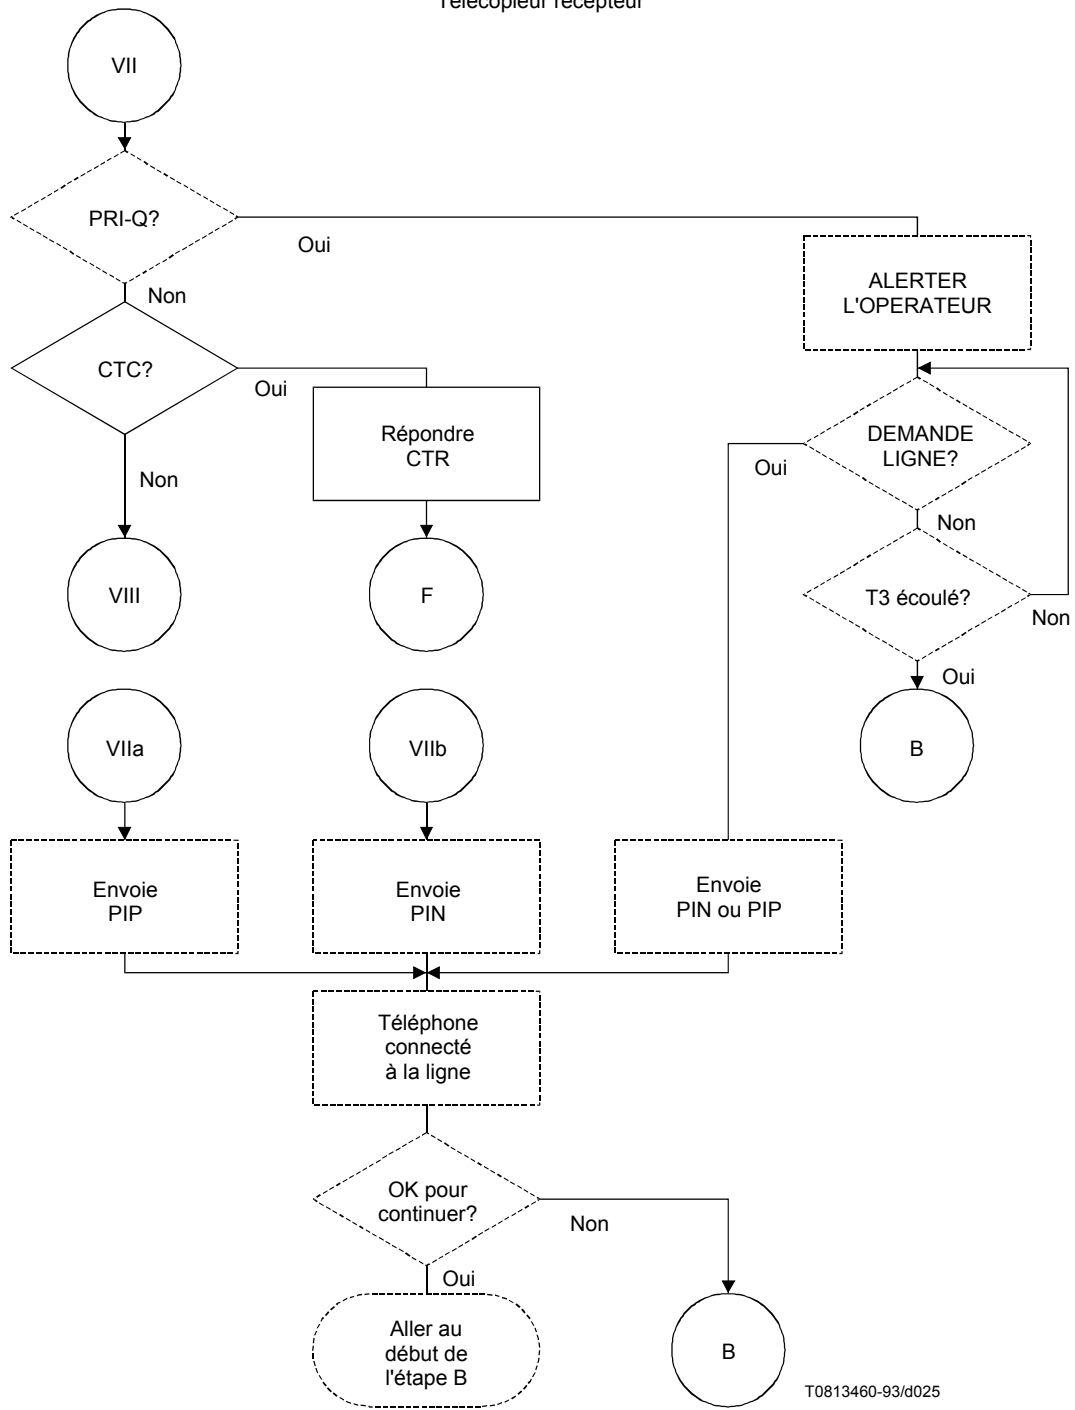 Télécopieur récepteur
VII
PRI-Q?
Oui
Non
ALERTER
L'OPERATEUR
CTC?
Oui
Répondre
CTR
Non
DEMANDE
LIGNE?
Oui
Non
VIII
F
T3 écoulé?
Non
Oui
VIIa
VIIb
B
Envoie
PIP
Envoie
PIN
Envoie
PIN ou PIP
Téléphone
connecté
à la ligne
OK pour
continuer?
Non
Oui
Aller au
début de
l'étape B
B
T0813460-93/d025